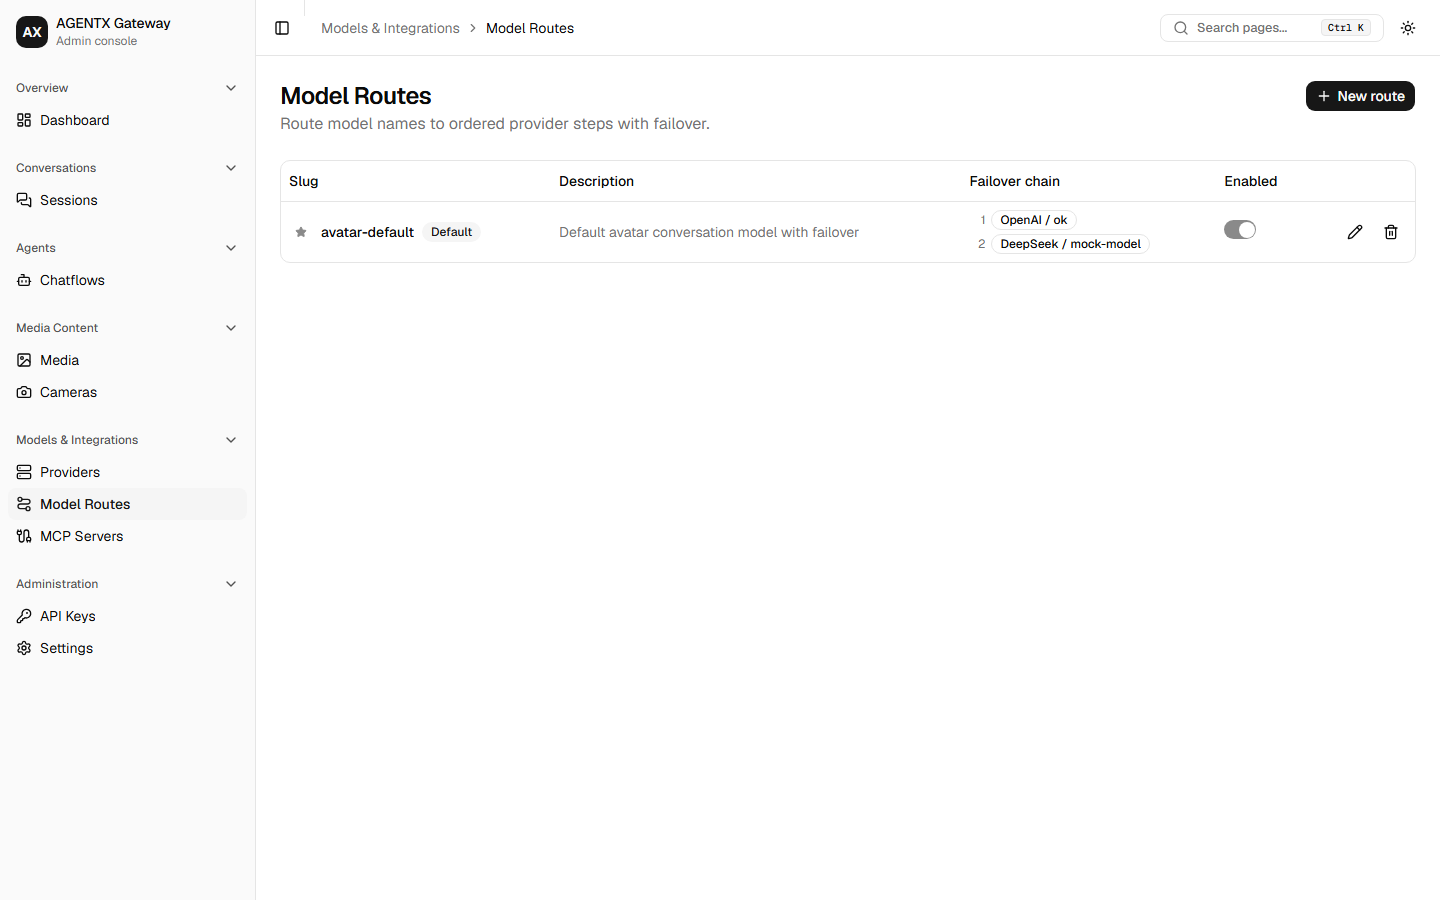 AX
AGENTX Gateway
Admin console
Overview
Dashboard
Conversations
Sessions
Agents
Chatflows
Media Content
Media
Cameras
Models & Integrations
Providers
Model Routes
MCP Servers
Administration
API Keys
Settings
Models & Integrations > Model Routes
Search pages... Ctrl K
Model Routes
Route model names to ordered provider steps with failover.
+ New route
Slug Description Failover chain Enabled
avatar-default Default Default avatar conversation model with failover
1 OpenAI / ok
2 DeepSeek / mock-model